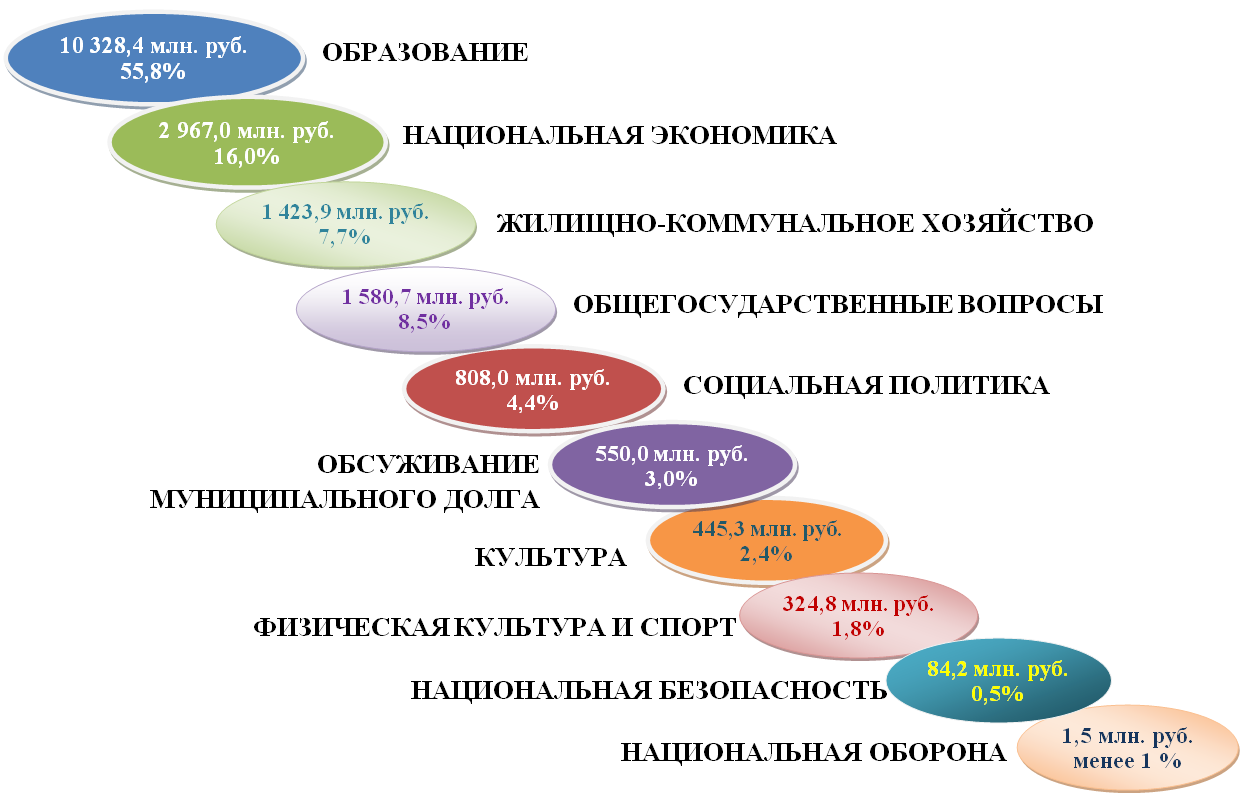 10 328,4 млн. руб.
55,8%
ОБРАЗОВАНИЕ
2 967,0 млн. руб.
16,0%
НАЦИОНАЛЬНАЯ ЭКОНОМИКА
1 423,9 млн. руб.
7,7%
ЖИЛИЩНО-КОММУНАЛЬНОЕ ХОЗЯЙСТВО
1 580,7 млн. руб.
8,5%
ОБЩЕГОСУДАРСТВЕННЫЕ ВОПРОСЫ
808,0 млн. руб.
4,4%
СОЦИАЛЬНАЯ ПОЛИТИКА
ОБСУЖИВАНИЕ
МУНИЦИПАЛЬНОГО ДОЛГА
550,0 млн. руб.
3,0%
КУЛЬТУРА
445,3 млн. руб.
2,4%
ФИЗИЧЕСКАЯ КУЛЬТУРА И СПОРТ
324,8 млн. руб.
1,8%
НАЦИОНАЛЬНАЯ БЕЗОПАСНОСТЬ
84,2 млн. руб.
0,5%
НАЦИОНАЛЬНАЯ ОБОРОНА
1,5 млн. руб.
менее 1 %